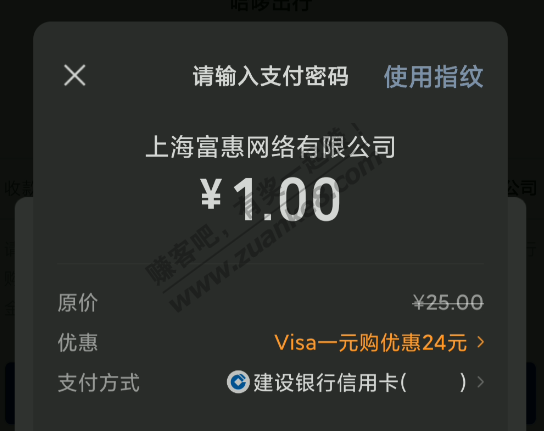 哈啰出行
请输入支付密码 使用指纹
上海富惠网络有限公司
¥1.00
原价 ¥25.00
优惠 Visa一元购优惠24元 >
支付方式 建设银行信用卡( ) >
赚客吧，有奖一起赚！
www.zuanke8.com